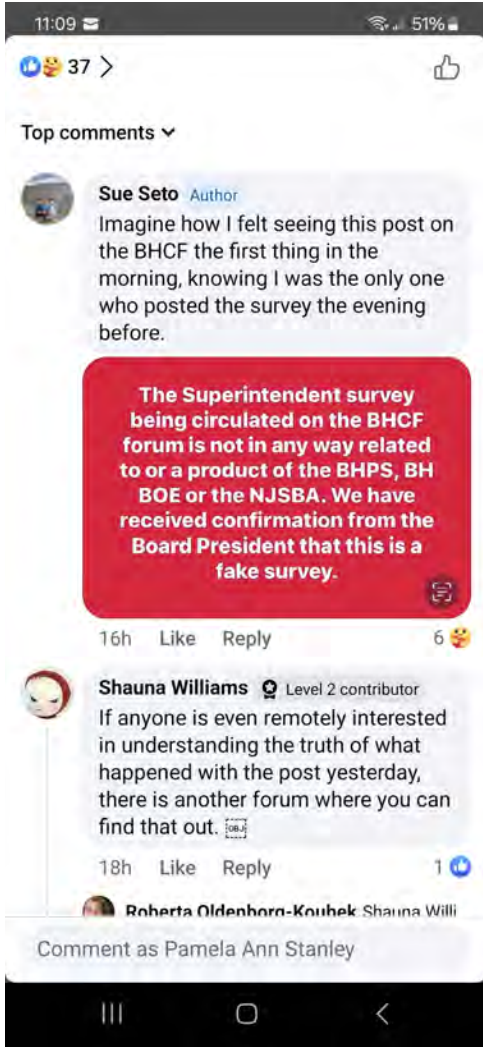 11:09 51%
37
Top comments
Sue Seto Author
Imagine how I felt seeing this post on
the BHCF the first thing in the
morning, knowing I was the only one
who posted the survey the evening
before.
The Superintendent survey
being circulated on the BHCF
forum is not in any way related
to or a product of the BHPS, BH
BOE or the NJSBA. We have
received confirmation from the
Board President that this is a
fake survey.
16h Like Reply 6
Shauna Williams Level 2 contributor
If anyone is even remotely interested
in understanding the truth of what
happened with the post yesterday,
there is another forum where you can
find that out. OBJ
18h Like Reply 1
Roberta Oldenborg-Koubek Shauna Willi
Comment as Pamela Ann Stanley